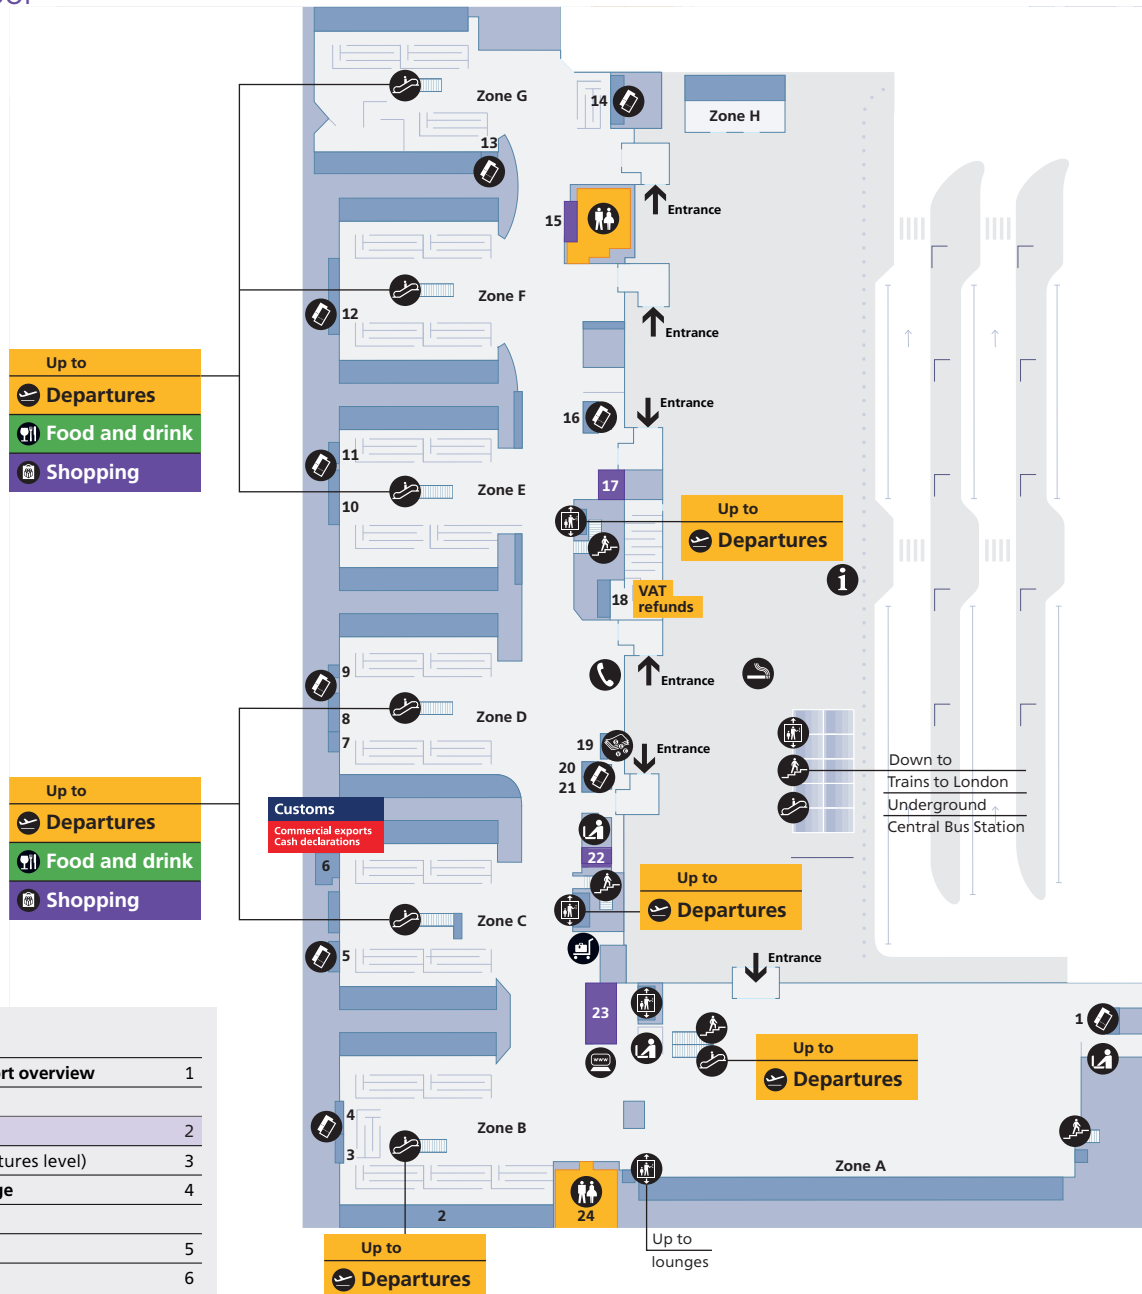 Zone G
14
Zone H
13
Entrance
15
Zone F
12
Entrance
Up to
Departures
Food and drink
Shopping
Entrance
16
11
Zone E
10
17
Up to
Departures
i
18
VAT
refunds
9
Entrance
Zone D
8
7
19
Entrance
20
21
Down to
Trains to London
Underground
Central Bus Station
Up to
Departures
Food and drink
Shopping
Customs
Commercial exports
Cash declarations
6
22
Up to
Departures
Zone C
5
Entrance
23
www
1
Up to
Departures
4
3
Zone B
Zone A
2
24
Up to
lounges
Up to
Departures
rt overview 1
2
tures level) 3
ge 4
5
6